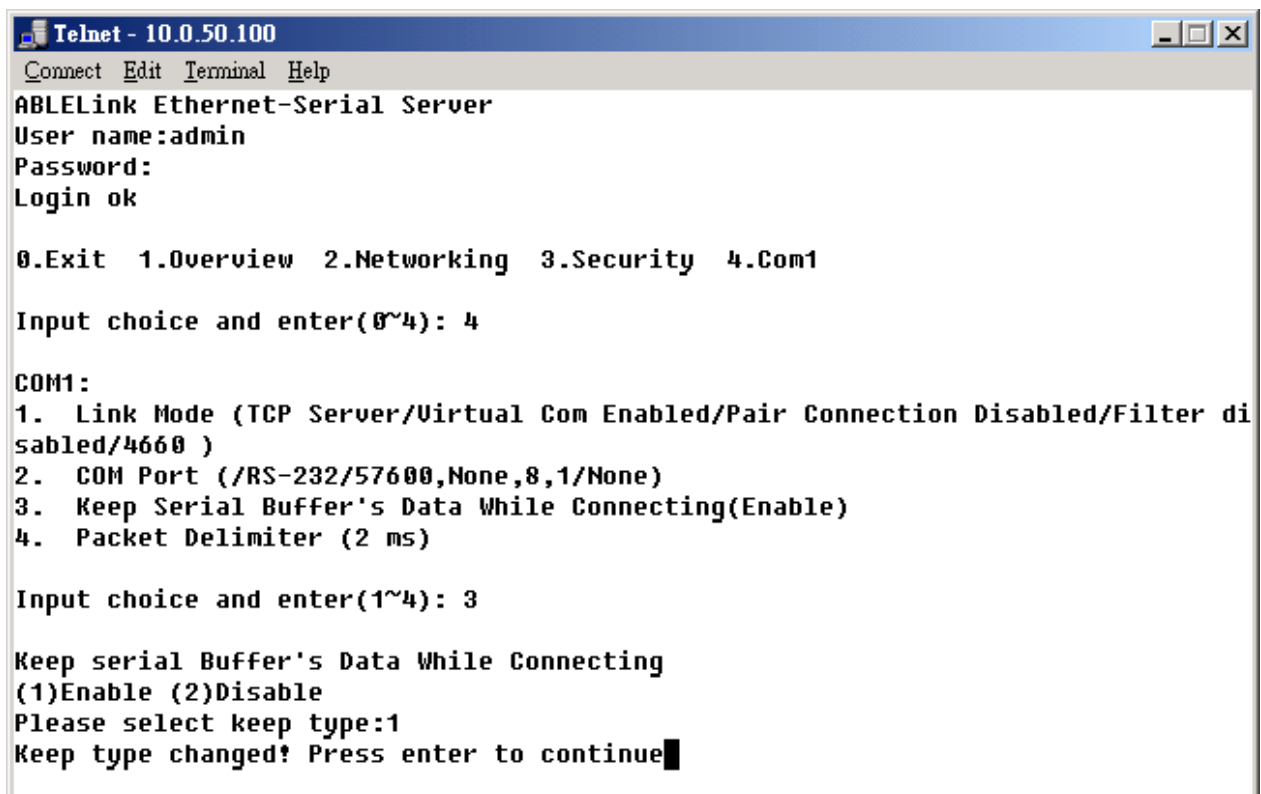 Telnet - 10.0.50.100
Connect Edit Terminal Help
ABLELink Ethernet-Serial Server
User name:admin
Password:
Login ok
0.Exit  1.Overview  2.Networking  3.Security  4.Com1
Input choice and enter(0~4): 4
COM1:
1.  Link Mode (TCP Server/Virtual Com Enabled/Pair Connection Disabled/Filter di
sabled/4660 )
2.  COM Port (/RS-232/57600,None,8,1/None)
3.  Keep Serial Buffer's Data While Connecting(Enable)
4.  Packet Delimiter (2 ms)
Input choice and enter(1~4): 3
Keep serial Buffer's Data While Connecting
(1)Enable (2)Disable
Please select keep type:1
Keep type changed! Press enter to continue